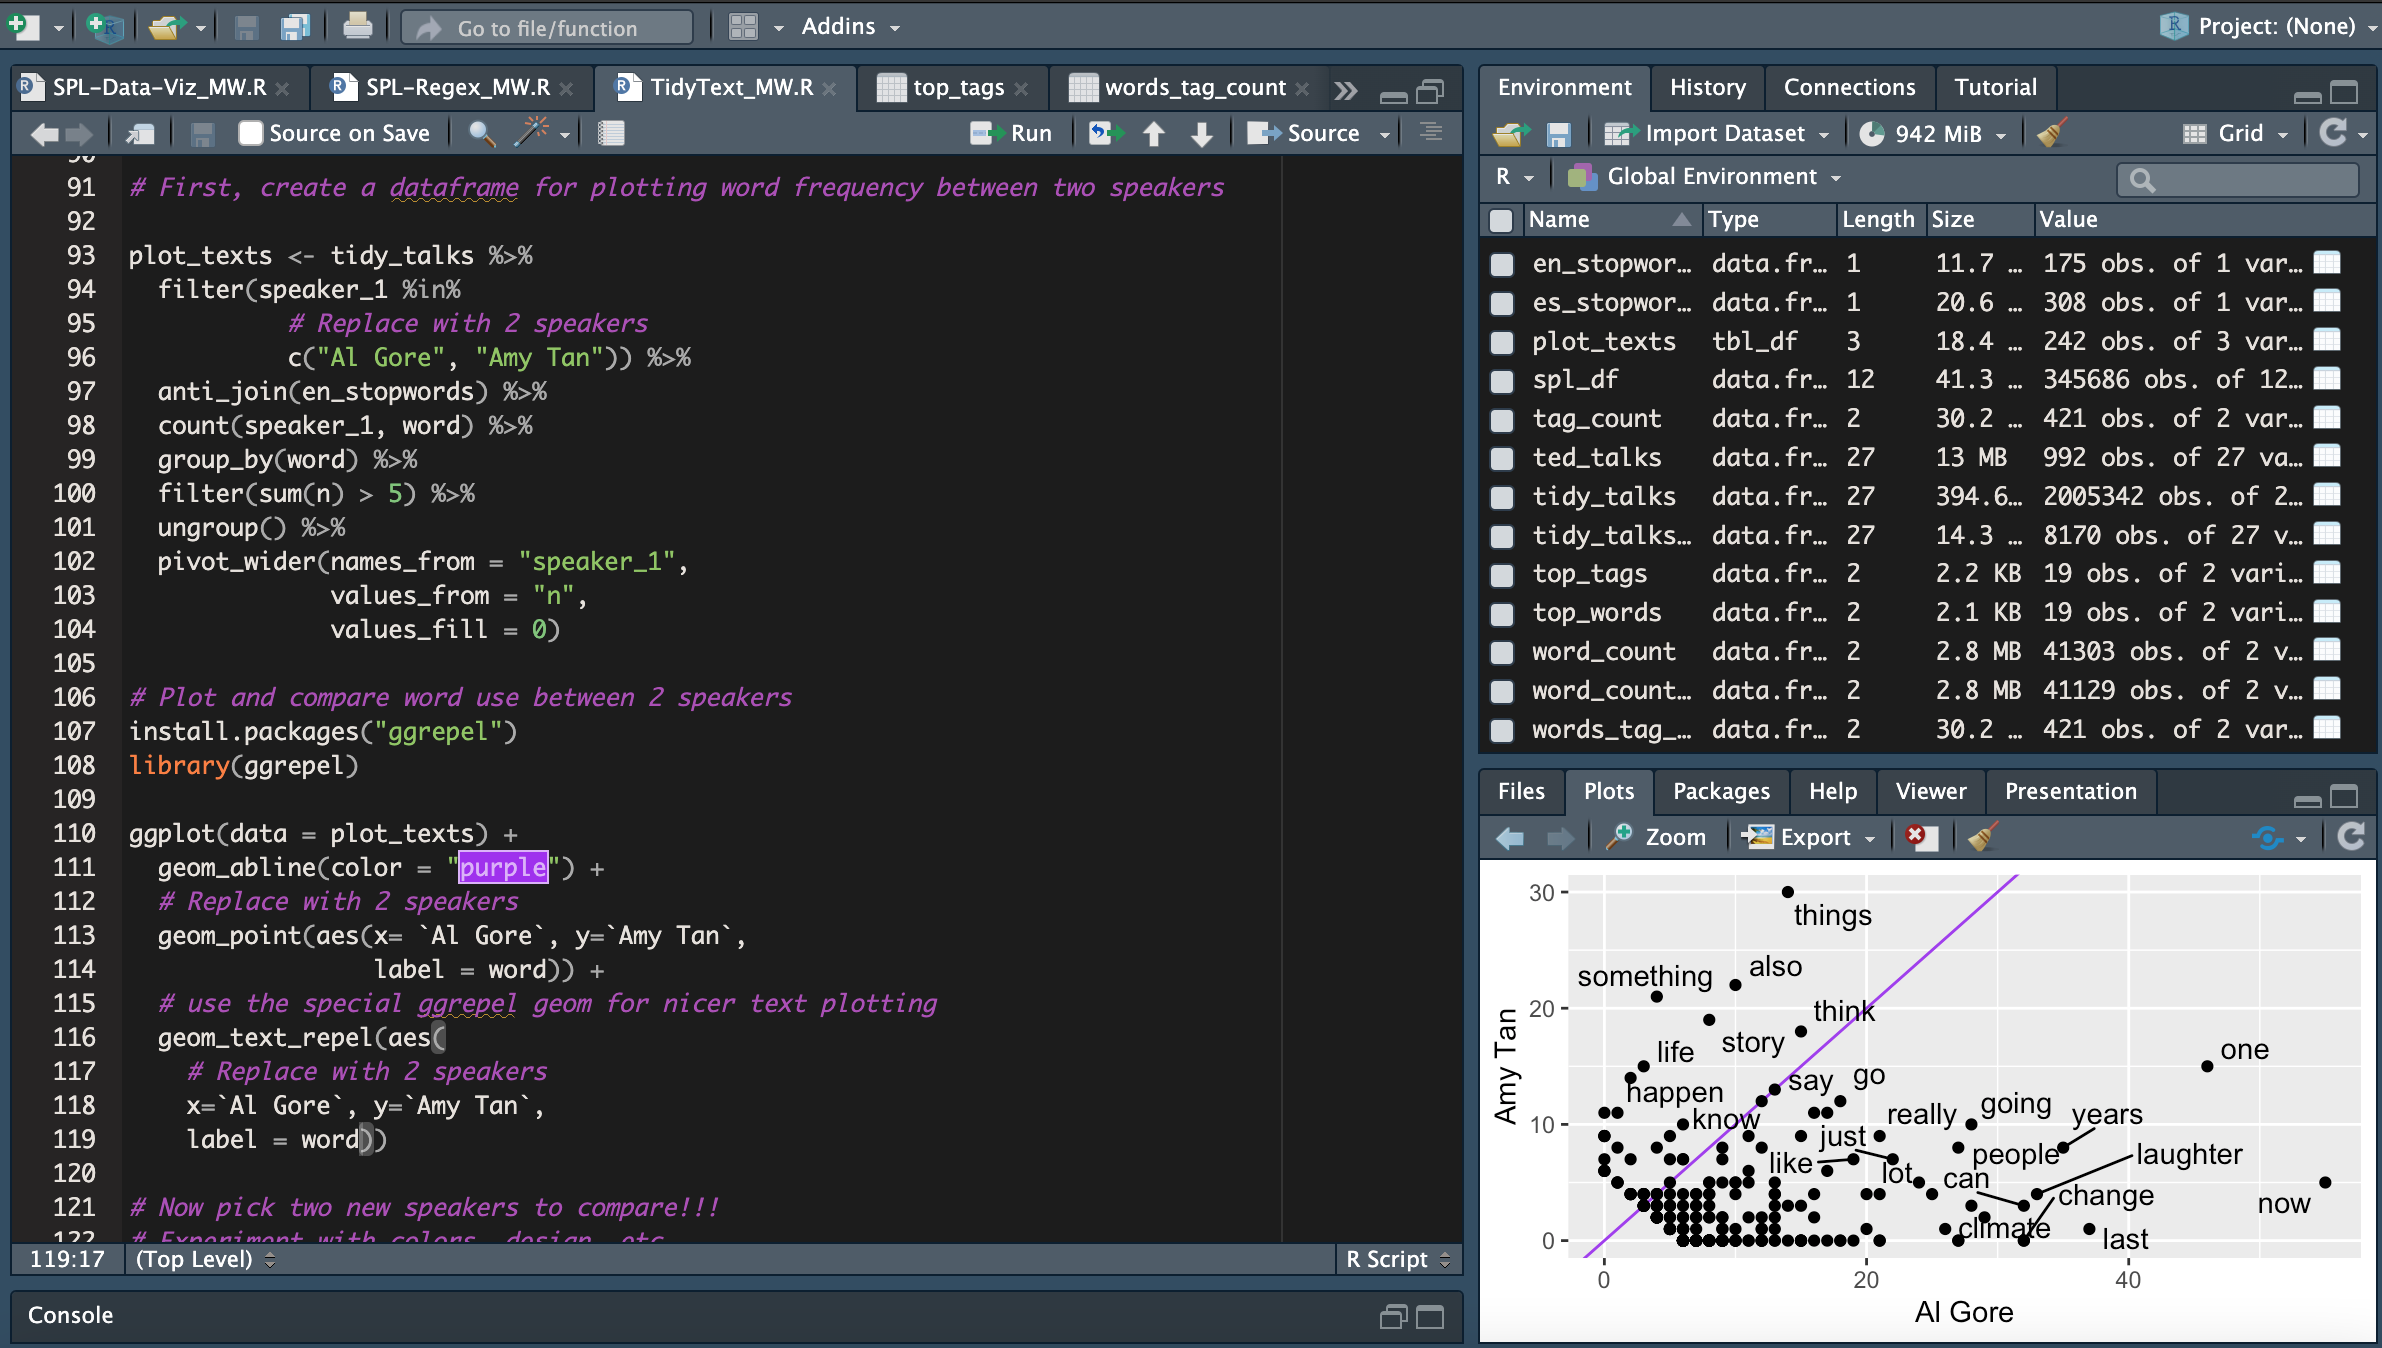 Go to file/function
Addins
Project: (None)
SPL-Data-Viz_MW.R
SPL-Regex_MW.R
TidyText_MW.R
top_tags
words_tag_count
Source on Save
Run
Source
91 # First, create a dataframe for plotting word frequency between two speakers
92
93 plot_texts <- tidy_talks %>%
94 filter(speaker_1 %in%
95 # Replace with 2 speakers
96 c("Al Gore", "Amy Tan")) %>%
97 anti_join(en_stopwords) %>%
98 count(speaker_1, word) %>%
99 group_by(word) %>%
100 filter(sum(n) > 5) %>%
101 ungroup() %>%
102 pivot_wider(names_from = "speaker_1",
103 values_from = "n",
104 values_fill = 0)
105
106 # Plot and compare word use between 2 speakers
107 install.packages("ggrepel")
108 library(ggrepel)
109
110 ggplot(data = plot_texts) +
111 geom_abline(color = "purple") +
112 # Replace with 2 speakers
113 geom_point(aes(x= `Al Gore`, y=`Amy Tan`,
114 label = word)) +
115 # use the special ggrepel geom for nicer text plotting
116 geom_text_repel(aes(
117 # Replace with 2 speakers
118 x=`Al Gore`, y=`Amy Tan`,
119 label = word))
120
121 # Now pick two new speakers to compare!!!
122 # Experiment with colors, design, etc
119:17 (Top Level) R Script
Console
Environment History Connections Tutorial
Import Dataset 942 MiB Grid
R Global Environment
Name Type Length Size Value
en_stopwor… data.fr… 1 11.7 … 175 obs. of 1 var…
es_stopwor… data.fr… 1 20.6 … 308 obs. of 1 var…
plot_texts tbl_df 3 18.4 … 242 obs. of 3 var…
spl_df data.fr… 12 41.3 … 345686 obs. of 12…
tag_count data.fr… 2 30.2 … 421 obs. of 2 var…
ted_talks data.fr… 27 13 MB 992 obs. of 27 va…
tidy_talks data.fr… 27 394.6… 2005342 obs. of 2…
tidy_talks… data.fr… 27 14.3 … 8170 obs. of 27 v…
top_tags data.fr… 2 2.2 KB 19 obs. of 2 vari…
top_words data.fr… 2 2.1 KB 19 obs. of 2 vari…
word_count data.fr… 2 2.8 MB 41303 obs. of 2 v…
word_count… data.fr… 2 2.8 MB 41129 obs. of 2 v…
words_tag_… data.fr… 2 30.2 … 421 obs. of 2 var…
Files Plots Packages Help Viewer Presentation
Zoom Export
30
things
something also
20
think
story
life
one
say go
happen
know
going
really
years
10
just
like
lot
people
laughter
can
change
now
climate
last
0
0 20 40
Amy Tan
Al Gore